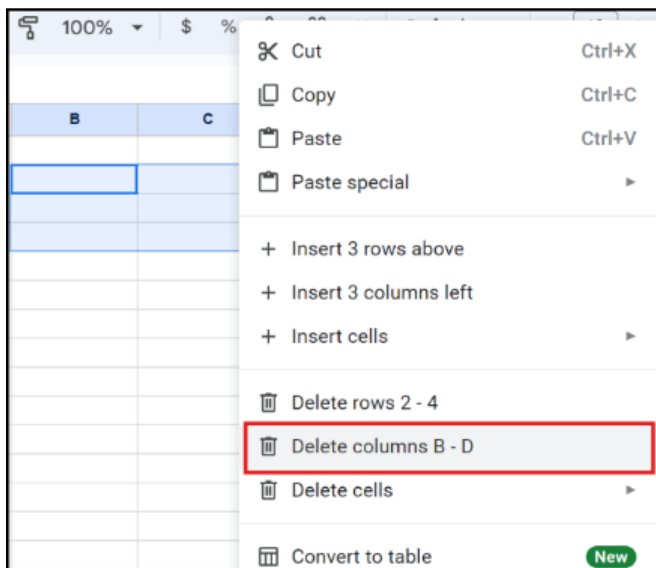 100% $ %
B C
Cut Ctrl+X
Copy Ctrl+C
Paste Ctrl+V
Paste special
Insert 3 rows above
Insert 3 columns left
Insert cells
Delete rows 2 - 4
Delete columns B - D
Delete cells
Convert to table New